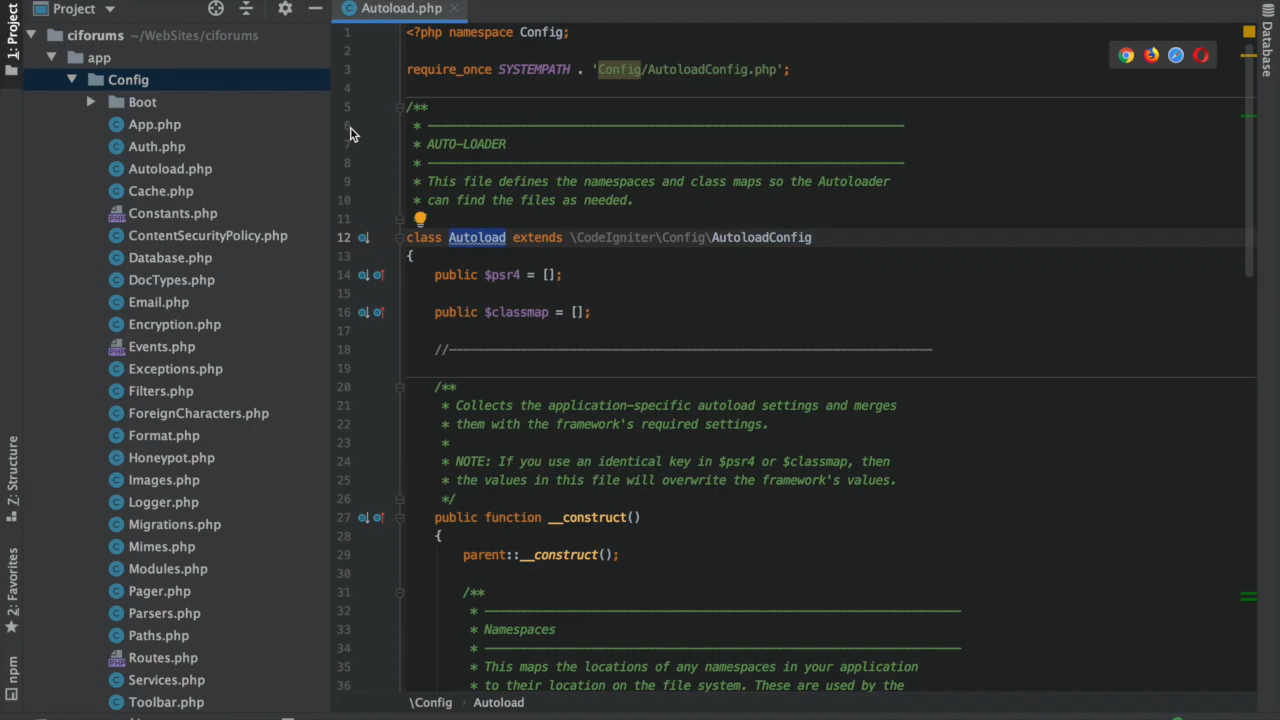 Project
Autoload.php
1: Project
ciforums ~/WebSites/ciforums
app
Config
Boot
App.php
Auth.php
Autoload.php
Cache.php
Constants.php
ContentSecurityPolicy.php
Database.php
DocTypes.php
Email.php
Encryption.php
Events.php
Exceptions.php
Filters.php
ForeignCharacters.php
Format.php
Honeypot.php
Images.php
Logger.php
Migrations.php
Mimes.php
Modules.php
Pager.php
Parsers.php
Paths.php
Routes.php
Services.php
Toolbar.php
Z: Structure
2: Favorites
npm
1 <?php namespace Config;
2
3 require_once SYSTEMPATH . 'Config/AutoloadConfig.php';
4
5 /**
6 * -------------------------------------------------------------------
7 * AUTO-LOADER
8 * -------------------------------------------------------------------
9 * This file defines the namespaces and class maps so the Autoloader
10 * can find the files as needed.
11
12 class Autoload extends \CodeIgniter\Config\AutoloadConfig
13 {
14 public $psr4 = [];
15
16 public $classmap = [];
17
18 //--------------------------------------------------------------------
19
20 /**
21 * Collects the application-specific autoload settings and merges
22 * them with the framework's required settings.
23 *
24 * NOTE: If you use an identical key in $psr4 or $classmap, then
25 * the values in this file will overwrite the framework's values.
26 */
27 public function __construct()
28 {
29 parent::__construct();
30
31 /**
32 * -------------------------------------------------------------------
33 * Namespaces
34 * -------------------------------------------------------------------
35 * This maps the locations of any namespaces in your application
36 * to their location on the file system. These are used by the
\Config › Autoload
Database